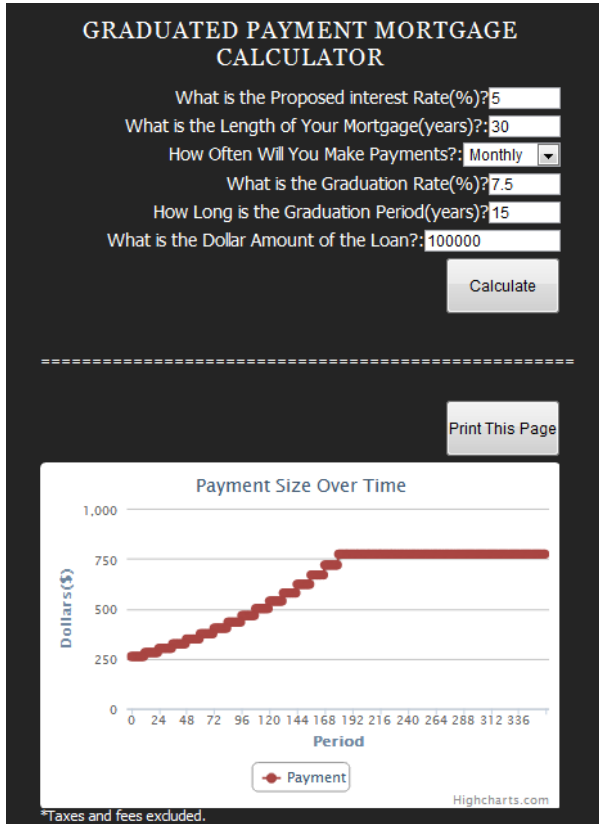 GRADUATED PAYMENT MORTGAGE
CALCULATOR
What is the Proposed interest Rate(%)?5
What is the Length of Your Mortgage(years)?:30
How Often Will You Make Payments?: Monthly
What is the Graduation Rate(%)?7.5
How Long is the Graduation Period(years)?15
What is the Dollar Amount of the Loan?:100000
Calculate
=====================================================
Print This Page
Payment Size Over Time
1,000
750
500
250
0
Dollars($)
0 24 48 72 96 120 144 168 192 216 240 264 288 312 336
Period
Payment
Highcharts.com
*Taxes and fees excluded.